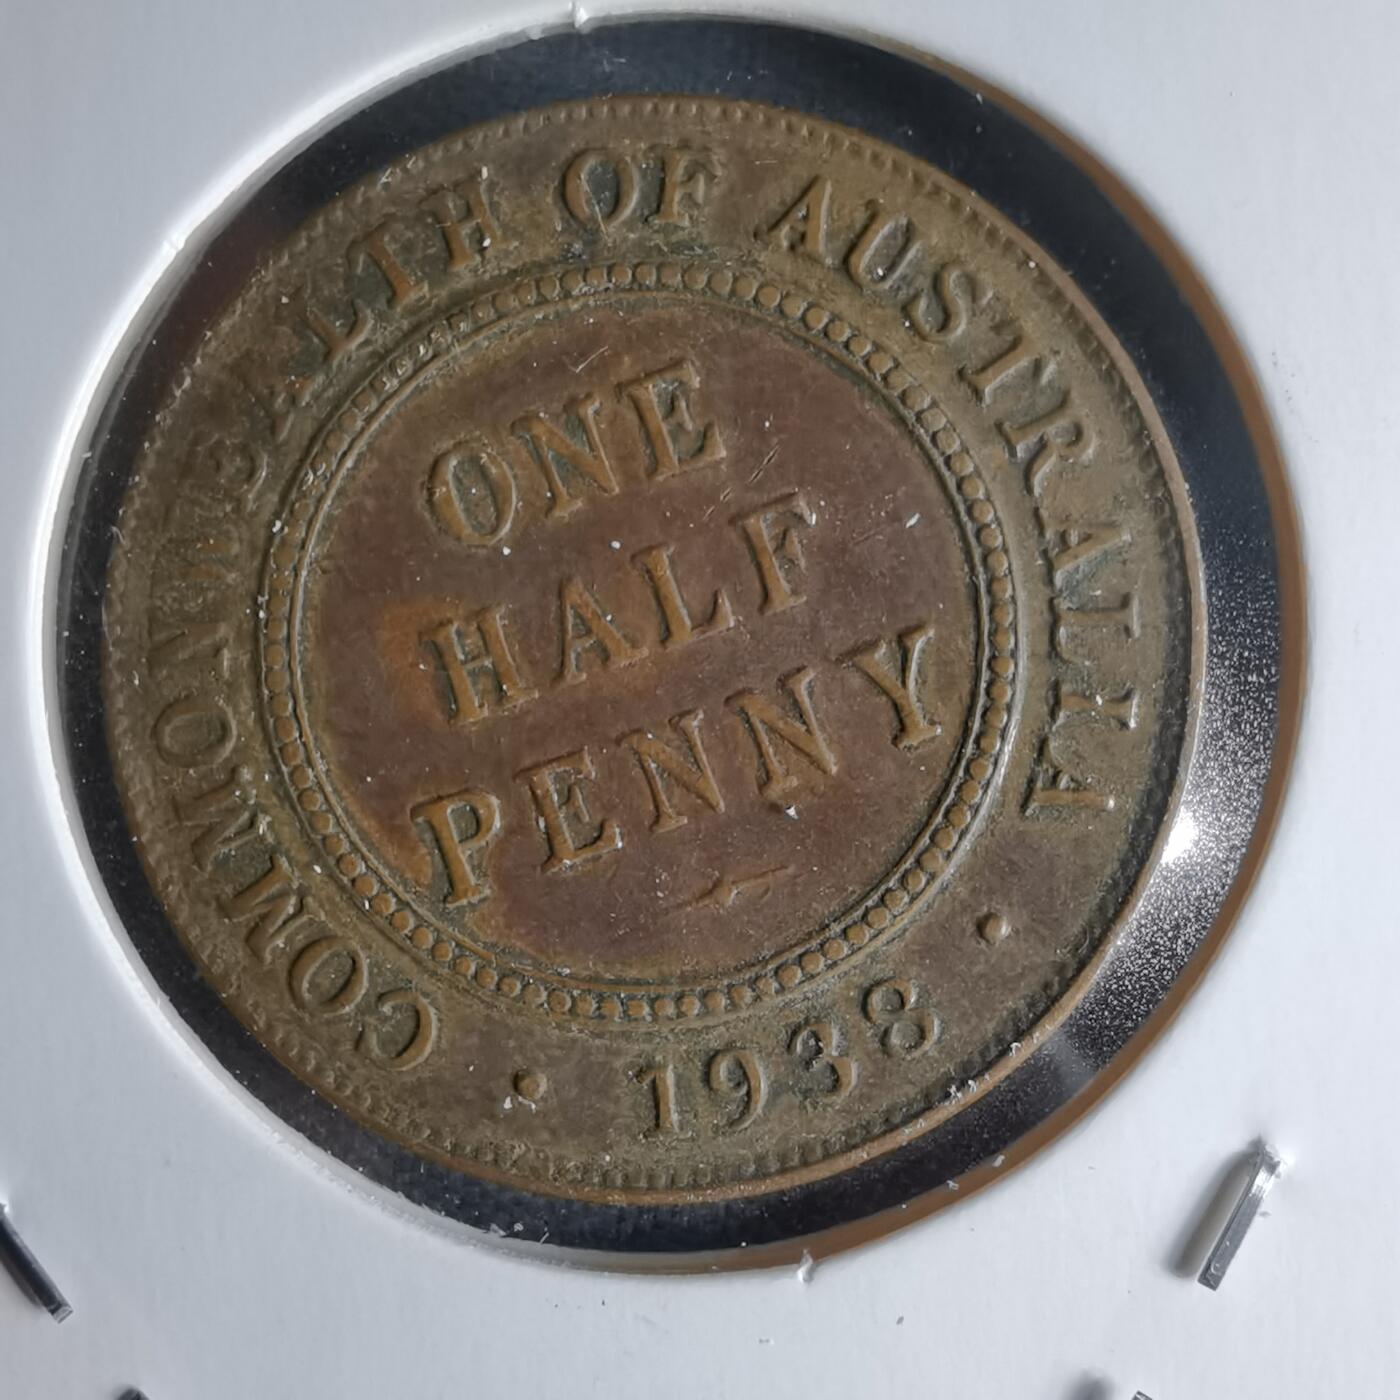 COMMONWEALTH OF AUSTRALIA
ONE
HALF
PENNY
1938